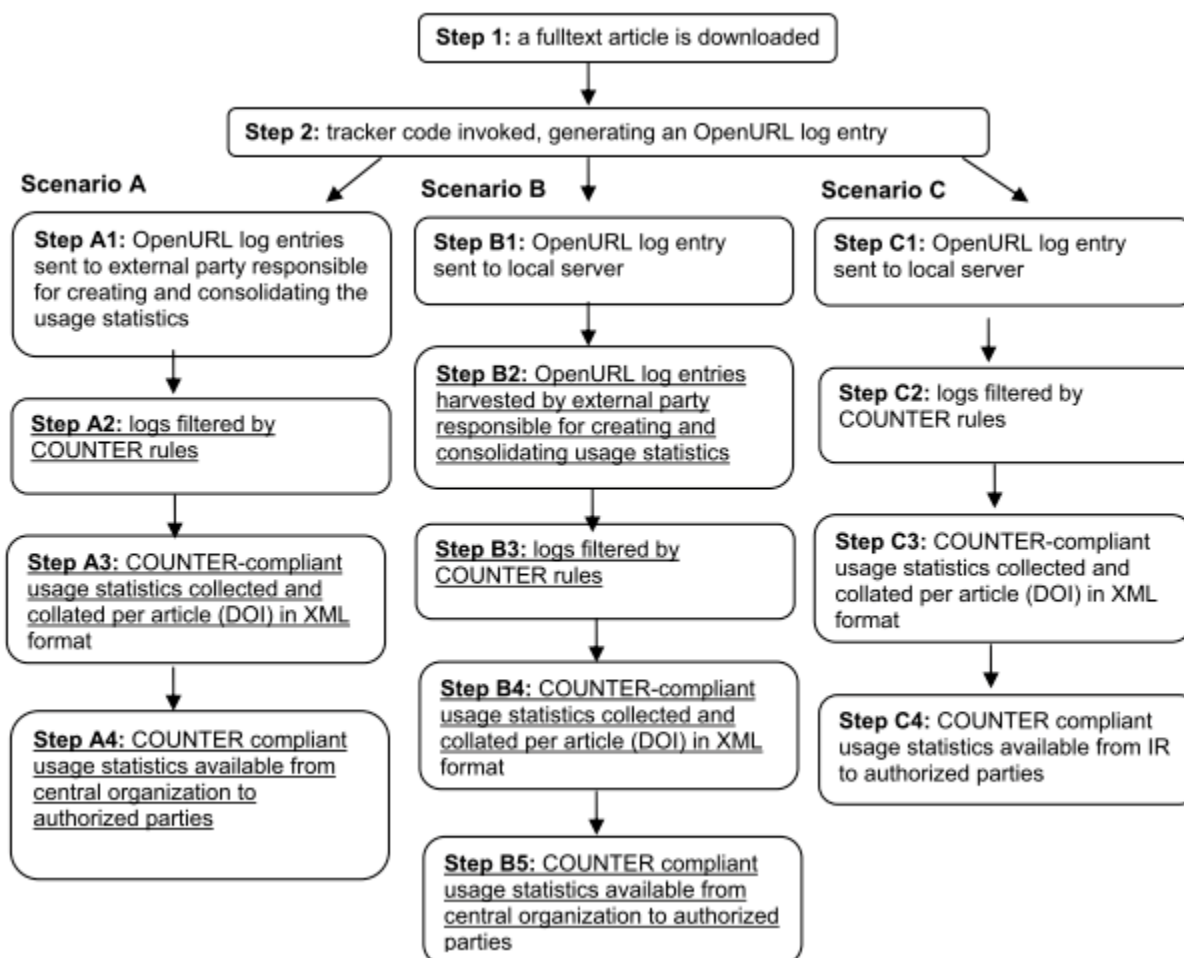 Step 1: a fulltext article is downloaded
Step 2: tracker code invoked, generating an OpenURL log entry
Scenario A
Step A1: OpenURL log entries
sent to external party responsible
for creating and consolidating the
usage statistics
Step A2: logs filtered by
COUNTER rules
Step A3: COUNTER-compliant
usage statistics collected and
collated per article (DOI) in XML
format
Step A4: COUNTER compliant
usage statistics available from
central organization to
authorized parties
Scenario B
Step B1: OpenURL log entry
sent to local server
Step B2: OpenURL log entries
harvested by external party
responsible for creating and
consolidating usage statistics
Step B3: logs filtered by
COUNTER rules
Step B4: COUNTER-compliant
usage statistics collected and
collated per article (DOI) in XML
format
Step B5: COUNTER compliant
usage statistics available from
central organization to authorized
parties
Scenario C
Step C1: OpenURL log entry
sent to local server
Step C2: logs filtered by
COUNTER rules
Step C3: COUNTER-compliant
usage statistics collected and
collated per article (DOI) in XML
format
Step C4: COUNTER compliant
usage statistics available from IR
to authorized parties